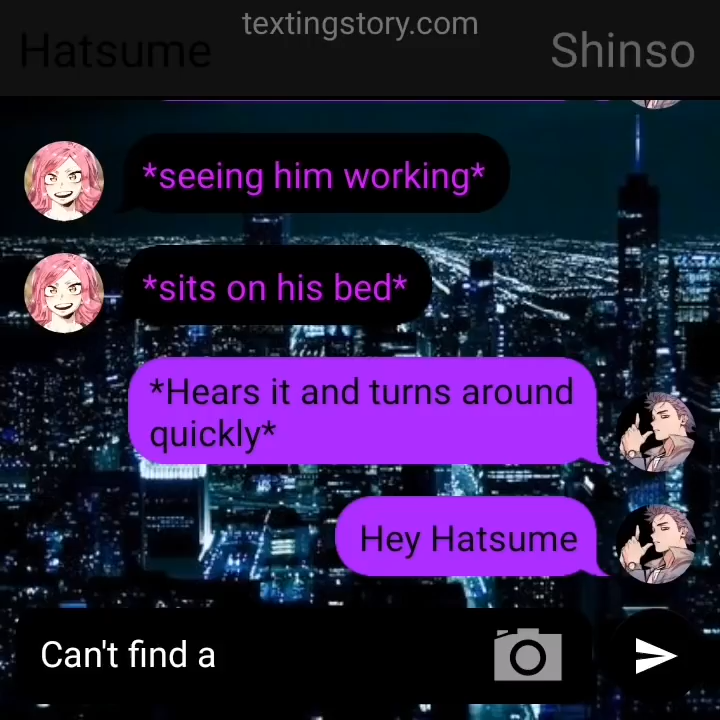 textingstory.com
Hatsume
Shinso
*seeing him working*
*sits on his bed*
*Hears it and turns around
quickly*
Hey Hatsume
Can't find a